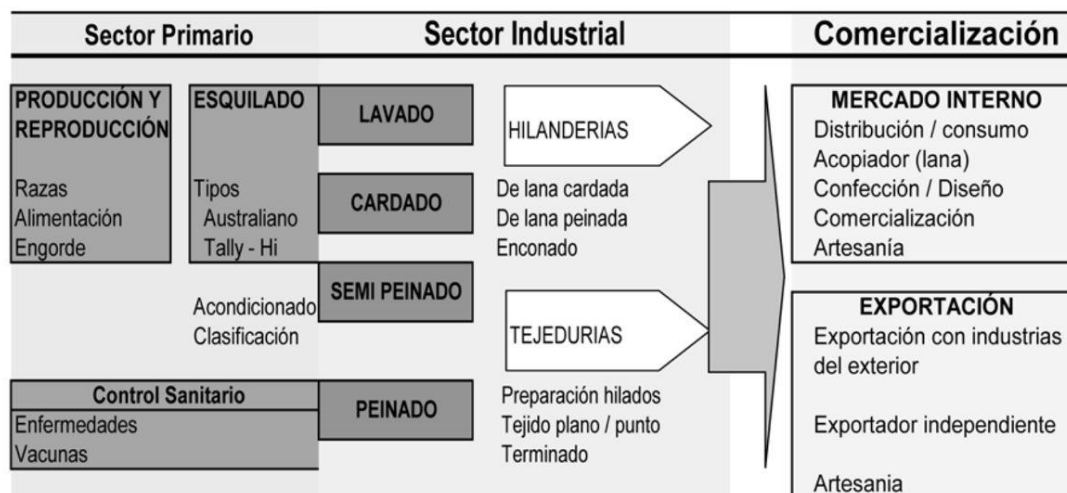 Sector Primario
Sector Industrial
Comercialización
PRODUCCIÓN Y
REPRODUCCIÓN
Razas
Alimentación
Engorde
ESQUILADO
Tipos
Australiano
Tally - Hi
Acondicionado
Clasificación
Control Sanitario
Enfermedades
Vacunas
LAVADO
CARDADO
SEMI PEINADO
PEINADO
HILANDERIAS
De lana cardada
De lana peinada
Enconado
TEJEDURIAS
Preparación hilados
Tejido plano / punto
Terminado
MERCADO INTERNO
Distribución / consumo
Acopiador (lana)
Confección / Diseño
Comercialización
Artesanía
EXPORTACIÓN
Exportación con industrias
del exterior
Exportador independiente
Artesania